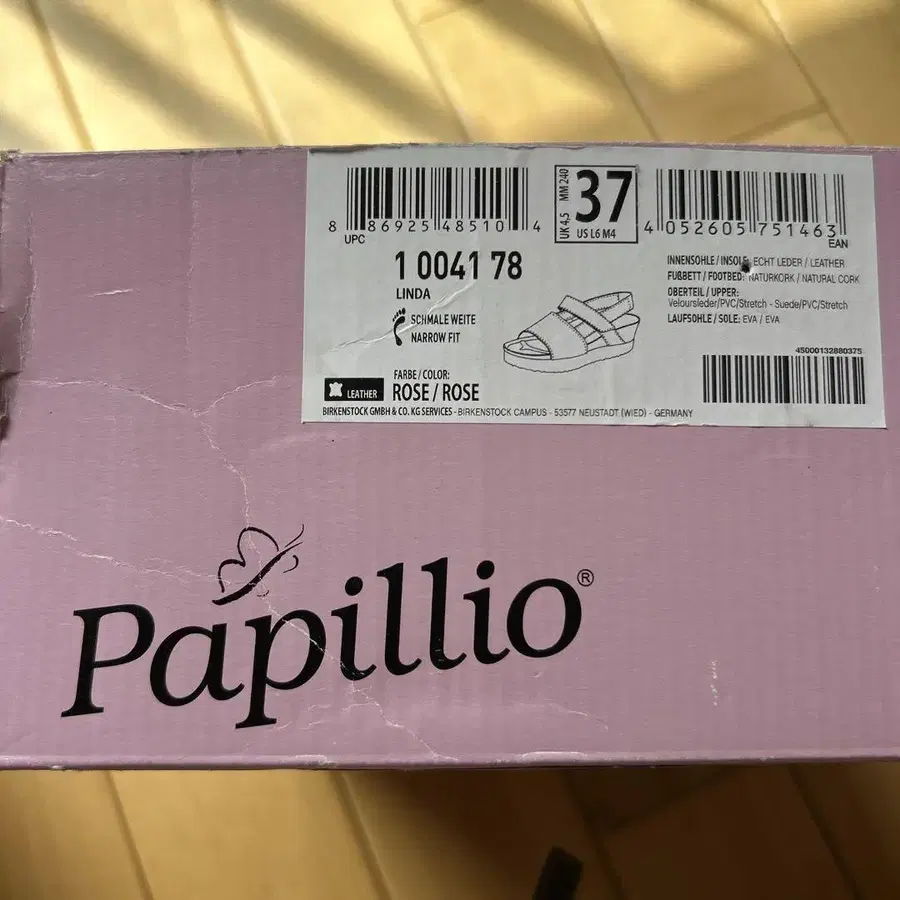 8 86925 48510 4
UPC
UK 4.5 MM 240
37
US L6 M4
4 052605 751463
EAN
1 0041 78
LINDA
SCHMALE WEITE
NARROW FIT
INNENSOHLE / INSOLE: ECHT LEDER / LEATHER
FUßBETT / FOOTBED: NATURKORK / NATURAL CORK
OBERTEIL / UPPER:
Veloursleder/PVC/Stretch - Suede/PVC/Stretch
LAUFSOHLE / SOLE: EVA / EVA
45000132880375
FARBE / COLOR:
LEATHER ROSE / ROSE
BIRKENSTOCK GMBH & CO. KG SERVICES - BIRKENSTOCK CAMPUS - 53577 NEUSTADT (WIED) - GERMANY
Papillio®